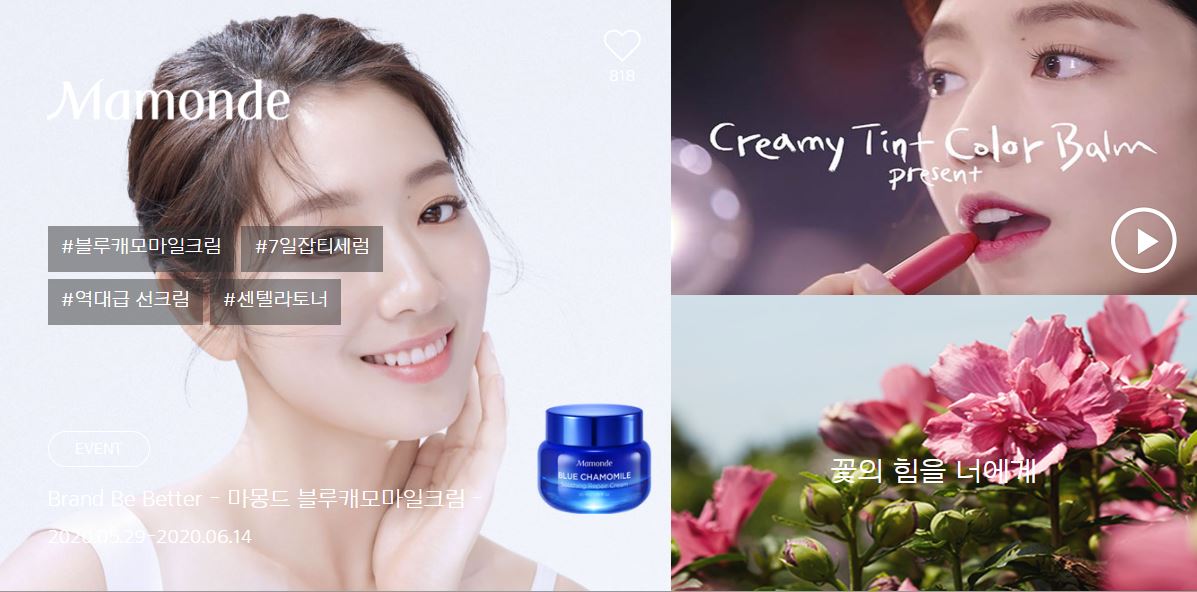 Mamonde
818
#블루캐모마일크림 #7일잡티세럼
#역대급 선크림 #센텔라토너
EVENT
Brand Be Better - 마몽드 블루캐모마일크림 -
2020.05.29~2020.06.14
Mamonde
BLUE CHAMOMILE
Soothing Repair Cream
Creamy Tint Color Balm
present
꽃의 힘을 너에게